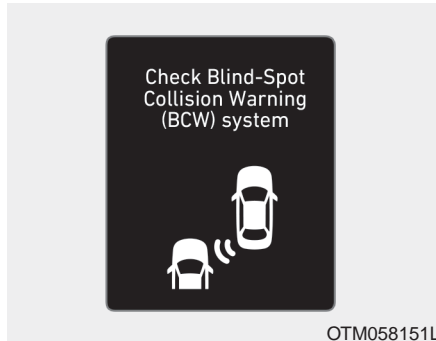 Check Blind-Spot
Collision Warning
(BCW) system
OTM058151L